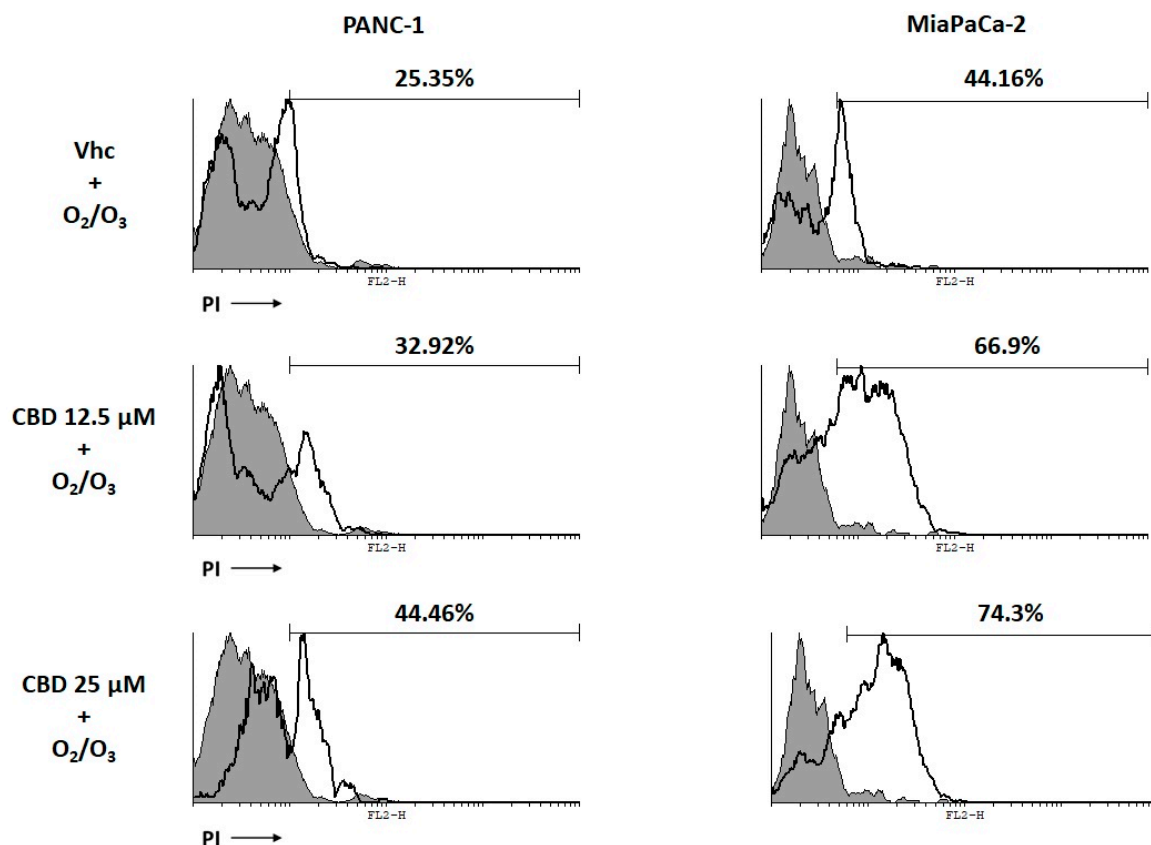 PANC-1
MiaPaCa-2
25.35%
44.16%
Vhc
+
O₂/O₃
FL2-H
FL2-H
PI
32.92%
66.9%
CBD 12.5 µM
+
O₂/O₃
FL2-H
FL2-H
PI
44.46%
74.3%
CBD 25 µM
+
O₂/O₃
FL2-H
FL2-H
PI